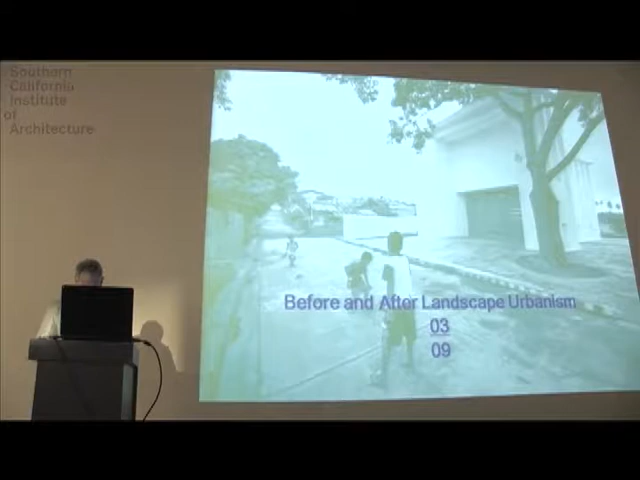 Southern
California
Institute
of
Architecture
Before and After Landscape Urbanism
03
09